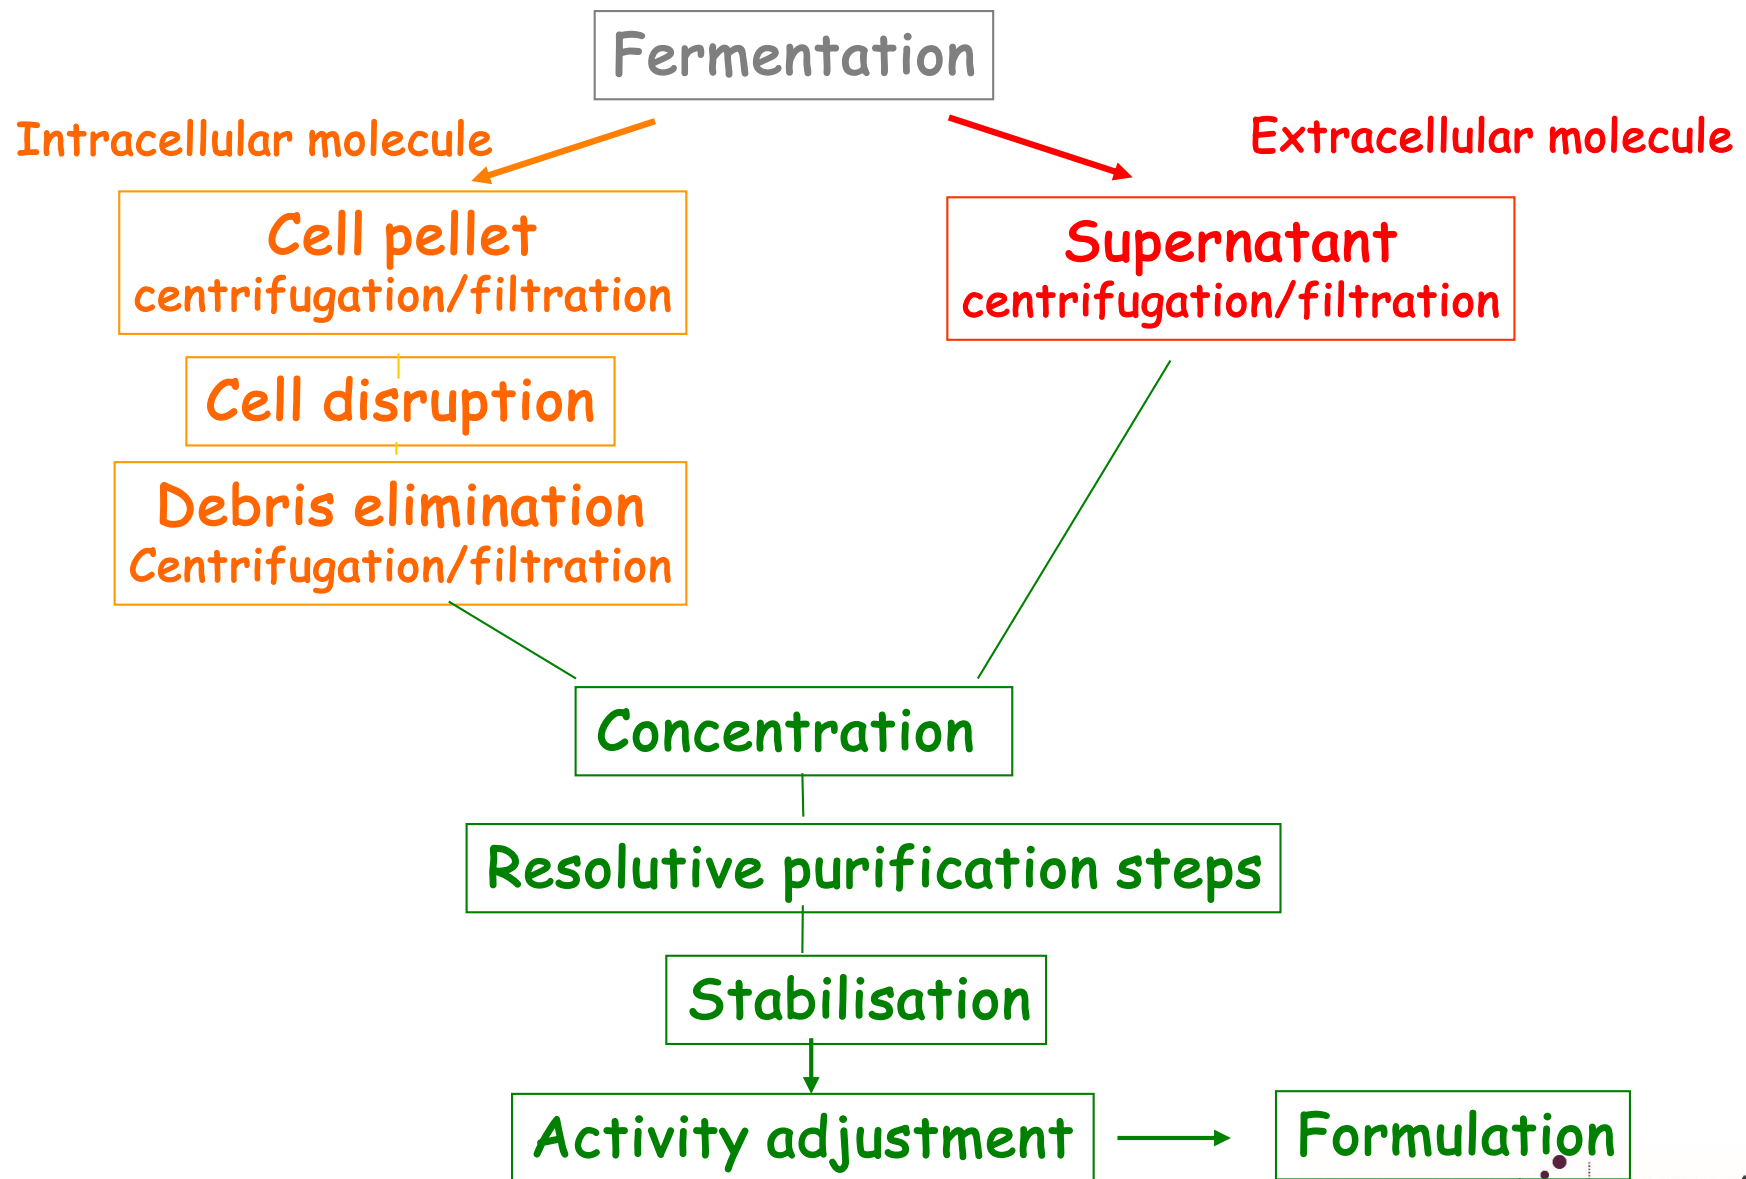 Fermentation
Intracellular molecule
Extracellular molecule
Cell pellet
centrifugation/filtration
Supernatant
centrifugation/filtration
Cell disruption
Debris elimination
Centrifugation/filtration
Concentration
Resolutive purification steps
Stabilisation
Activity adjustment
Formulation